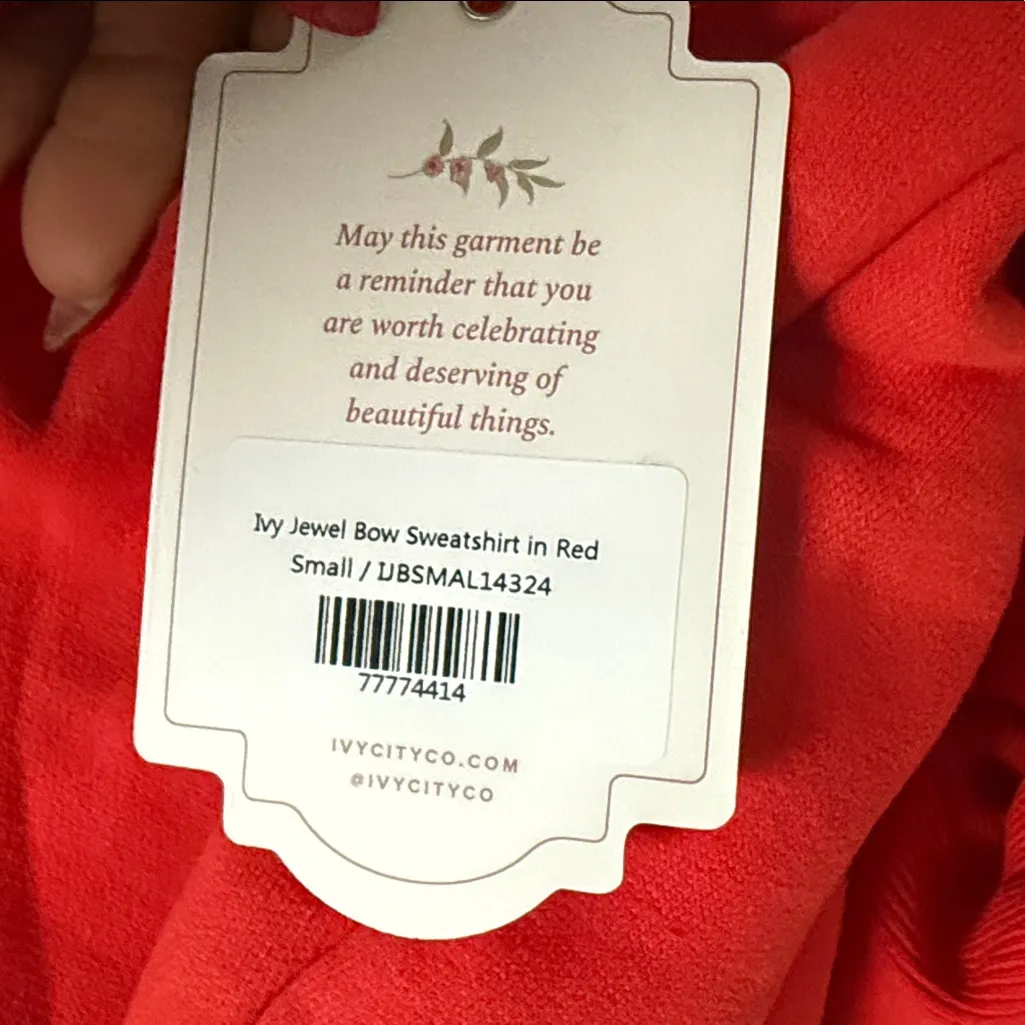 May this garment be
a reminder that you
are worth celebrating
and deserving of
beautiful things.
Ivy Jewel Bow Sweatshirt in Red
Small / IJBSMAL14324
77774414
IVYCITYCO.COM
@IVYCITYCO